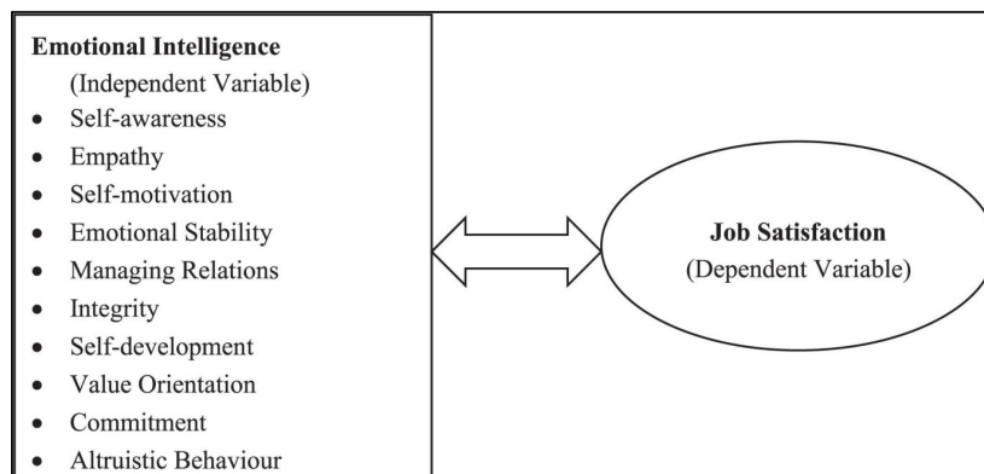 Emotional Intelligence
(Independent Variable)
• Self-awareness
• Empathy
• Self-motivation
• Emotional Stability
• Managing Relations
• Integrity
• Self-development
• Value Orientation
• Commitment
• Altruistic Behaviour
Job Satisfaction
(Dependent Variable)